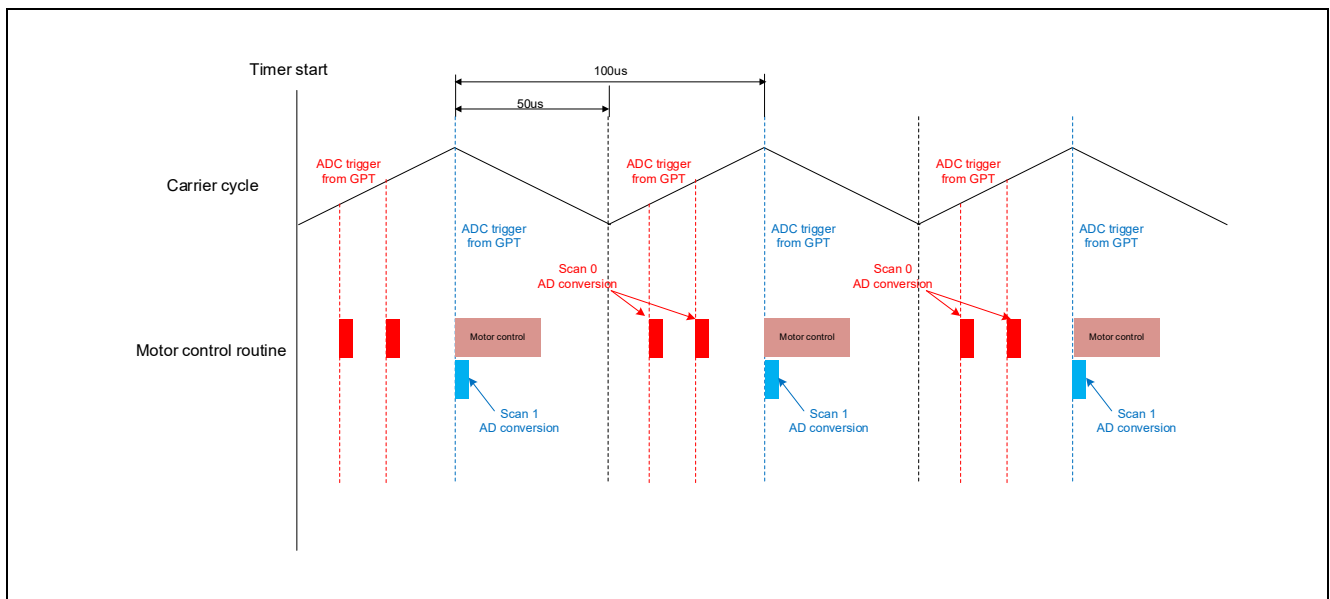 Timer start
100us
50us
Carrier cycle
ADC trigger
from GPT
ADC trigger
from GPT
ADC trigger
from GPT
ADC trigger
from GPT
ADC trigger
from GPT
ADC trigger
from GPT
Scan 0
AD conversion
Scan 0
AD conversion
Motor control routine
Motor control
Motor control
Motor control
Scan 1
AD conversion
Scan 1
AD conversion
Scan 1
AD conversion